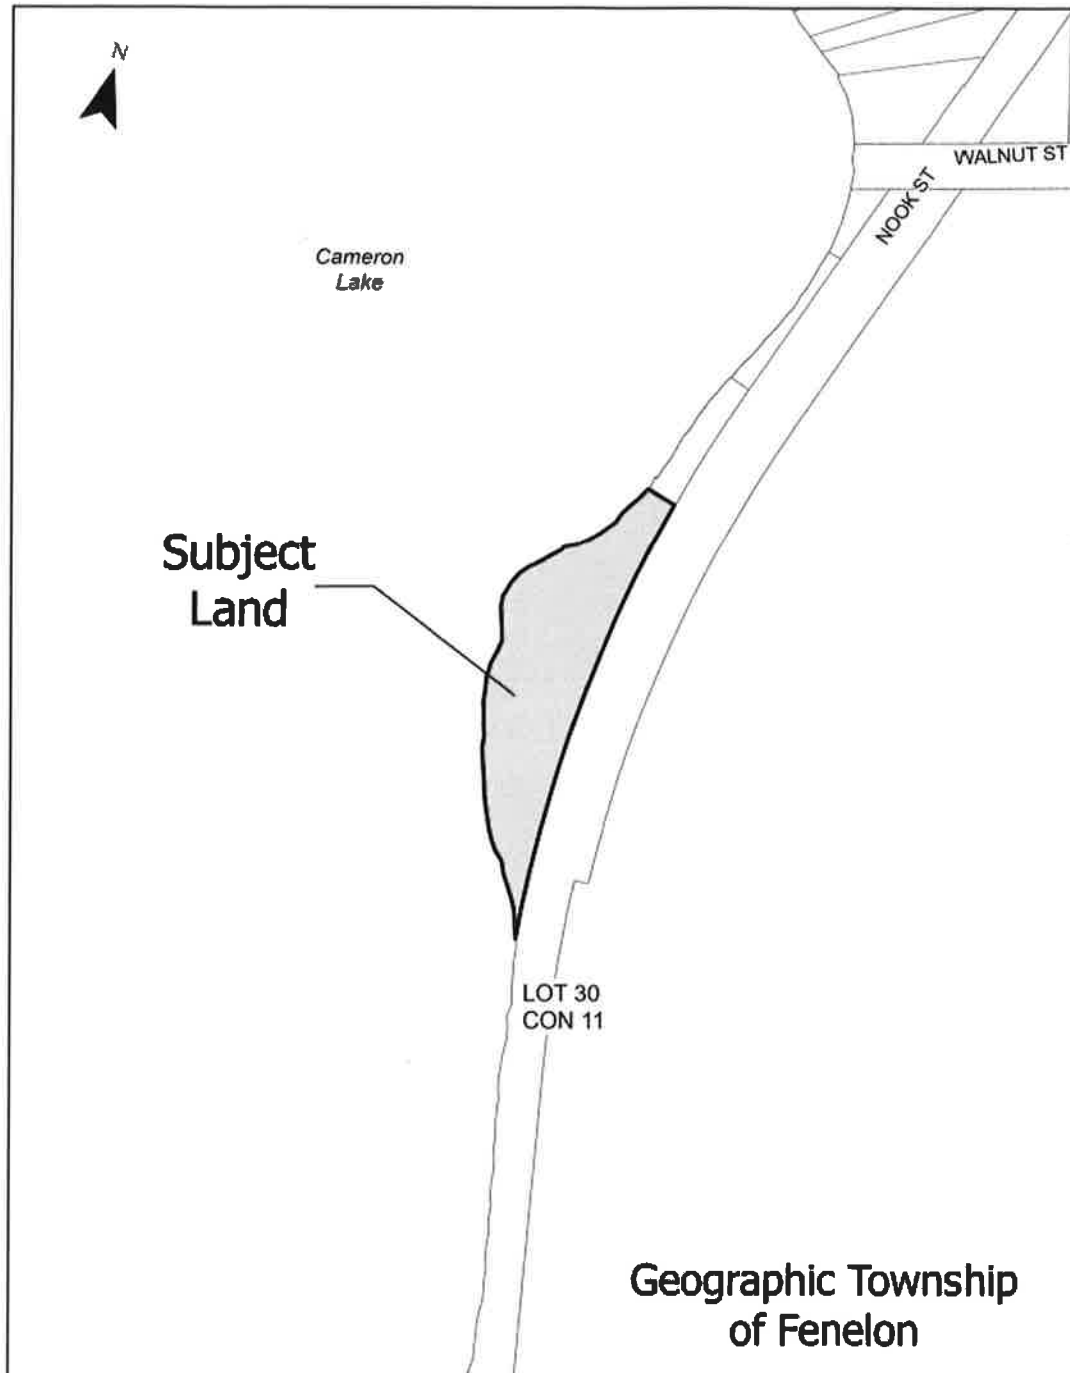 N
WALNUT ST
NOOK ST
Cameron
Lake
Subject
Land
LOT 30
CON 11
Geographic Township
of Fenelon